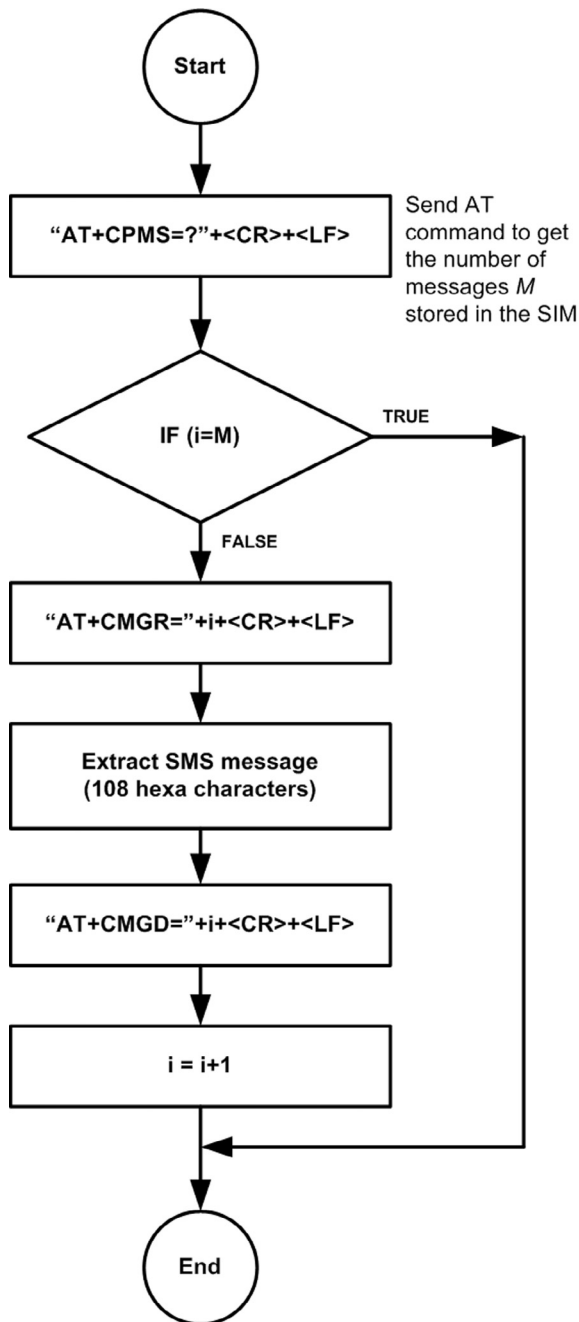 Start
“AT+CPMS=?”+<CR>+<LF>
Send AT
command to get
the number of
messages M
stored in the SIM
IF (i=M)
TRUE
FALSE
“AT+CMGR=”+i+<CR>+<LF>
Extract SMS message
(108 hexa characters)
“AT+CMGD=”+i+<CR>+<LF>
i = i+1
End